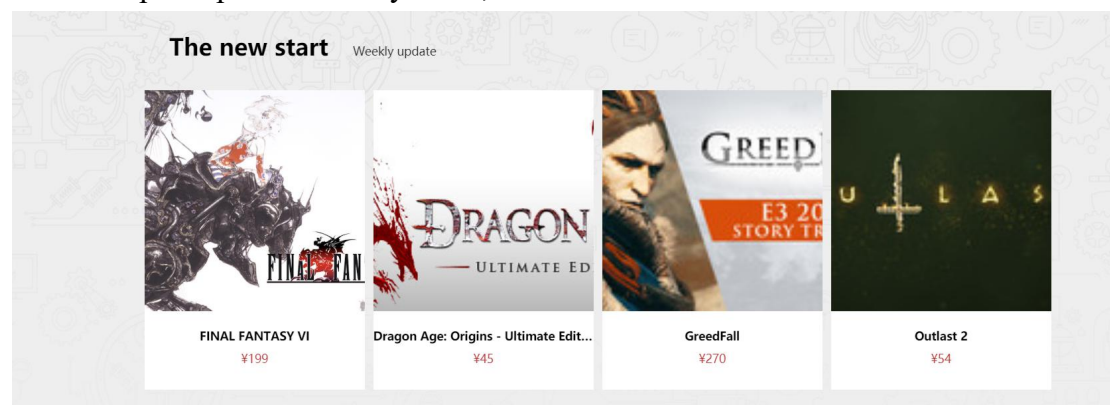 The new start Weekly update
FINAL FAN
DRAGON
ULTIMATE ED
GREED
E3 20
STORY TR
U L A S
FINAL FANTASY VI
¥199
Dragon Age: Origins - Ultimate Edit...
¥45
GreedFall
¥270
Outlast 2
¥54